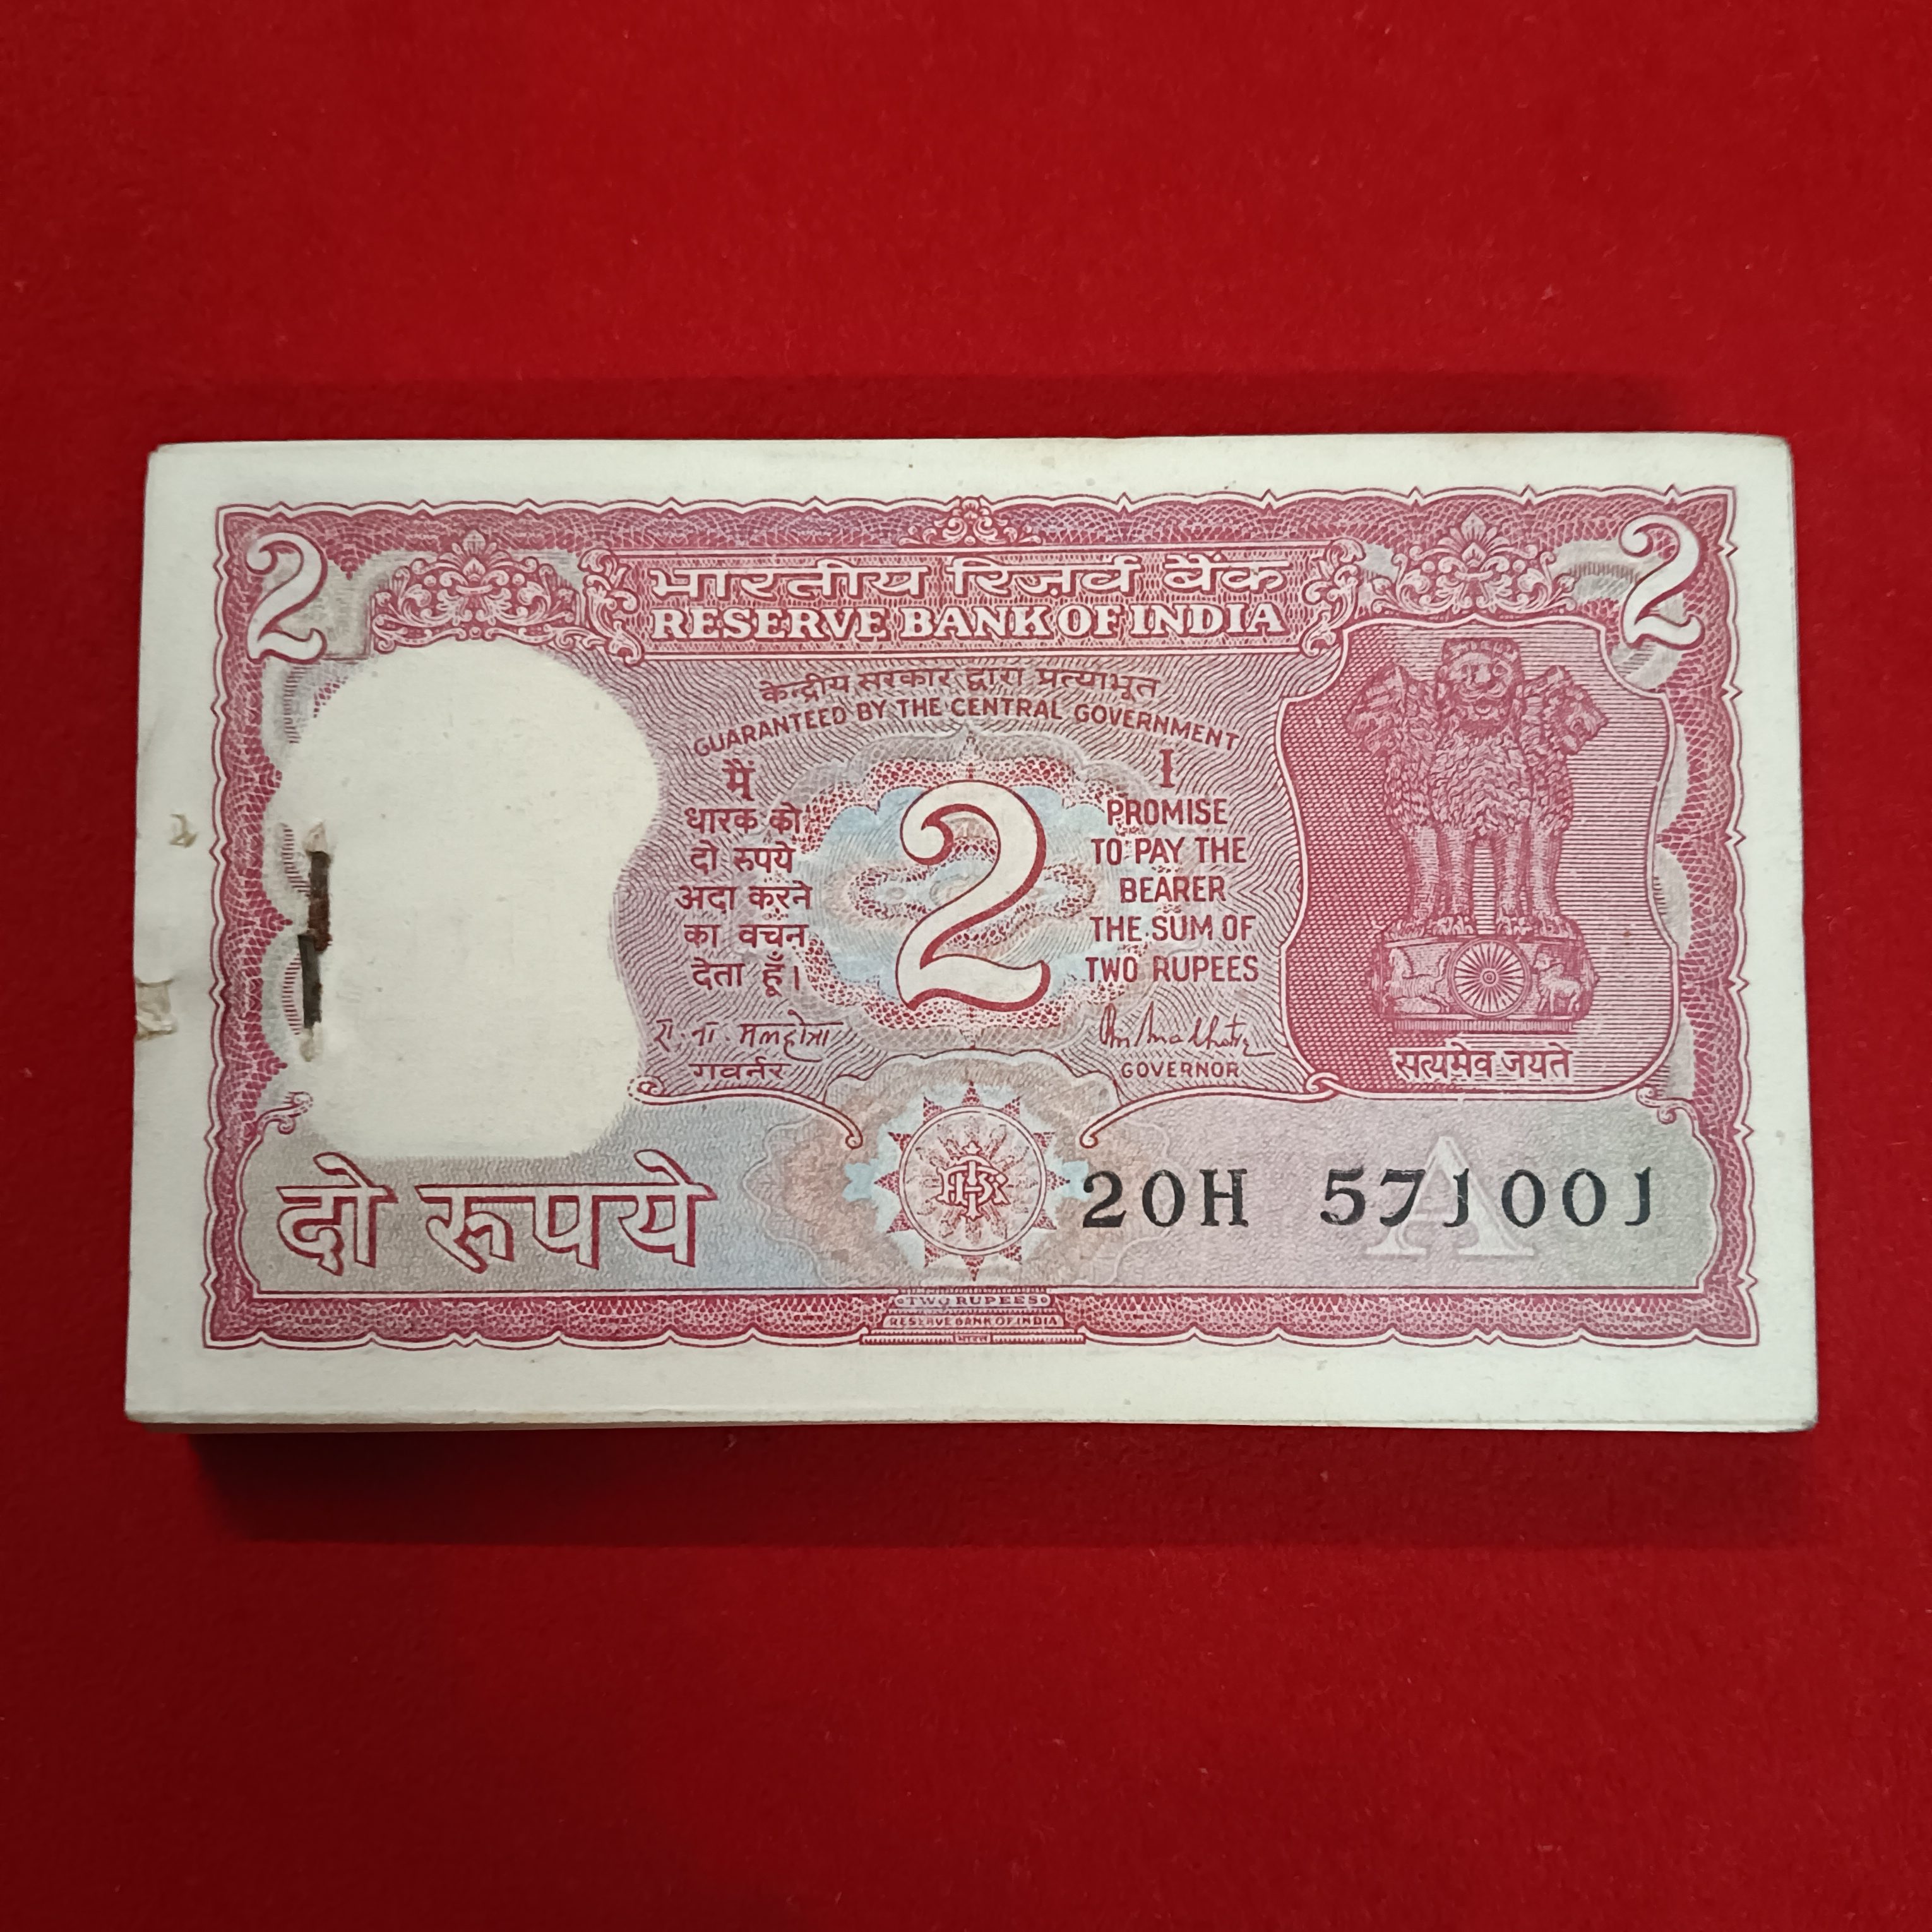 2
2
भारतीय रिज़र्व बैंक
RESERVE BANK OF INDIA
केन्द्रीय सरकार द्वारा प्रत्याभूत
GUARANTEED BY THE CENTRAL GOVERNMENT
मैं
धारक को
दो रुपये
अदा करने
का वचन
देता हूँ।
रा. ना. मलहोत्रा
गवर्नर
2
I
PROMISE
TO PAY THE
BEARER
THE SUM OF
TWO RUPEES
GOVERNOR
सत्यमेव जयते
दो रूपये
A
20H 571001
TWO RUPEES
RESERVE BANK OF INDIA